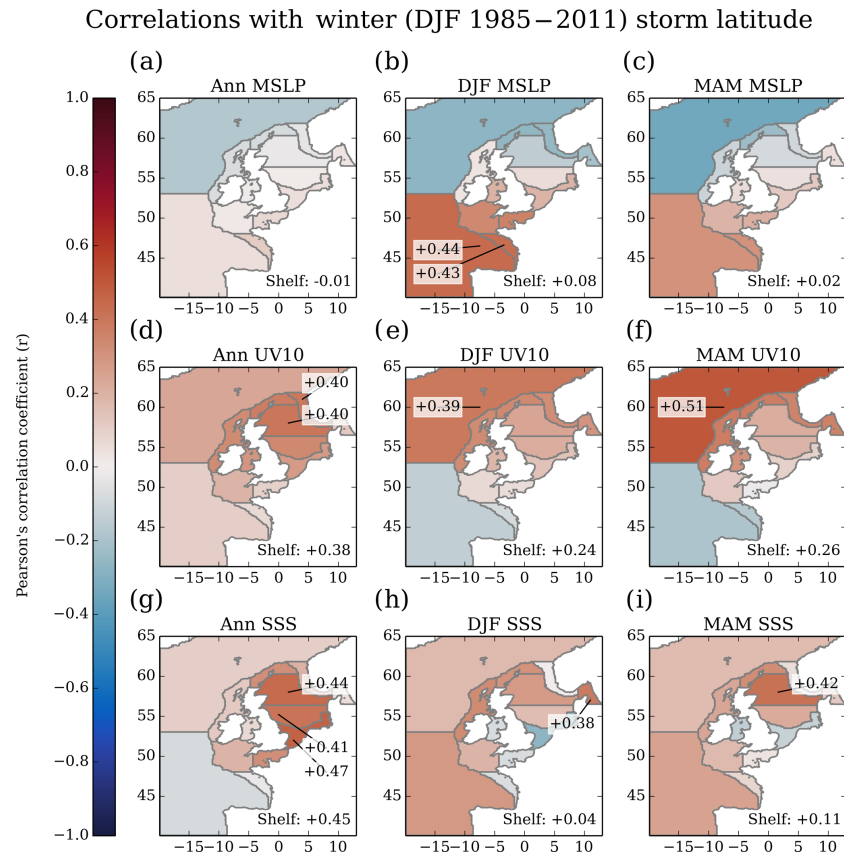 Correlations with winter (DJF 1985−2011) storm latitude
(a) (b) (c)
Ann MSLP DJF MSLP MAM MSLP
1.0
0.8
0.6
0.4
0.2
0.0
−0.2
−0.4
−0.6
−0.8
−1.0
Pearson's correlation coefficient (r)
65 65 65
60 60 60
55 55 55
50 50 50
45 45 45
+0.44
+0.43
Shelf: -0.01 Shelf: +0.08 Shelf: +0.02
−15−10 −5 0 5 10 −15−10 −5 0 5 10 −15−10 −5 0 5 10
(d) (e) (f)
Ann UV10 DJF UV10 MAM UV10
65 65 65
+0.40
60 +0.39 60 +0.51 60
+0.40
55 55 55
50 50 50
45 45 45
Shelf: +0.38 Shelf: +0.24 Shelf: +0.26
−15−10 −5 0 5 10 −15−10 −5 0 5 10 −15−10 −5 0 5 10
(g) (h) (i)
Ann SSS DJF SSS MAM SSS
65 65 65
+0.44 +0.42
60 60 60
+0.38
55 55 55
+0.41
50 50 50
+0.47
45 45 45
Shelf: +0.45 Shelf: +0.04 Shelf: +0.11
−15−10 −5 0 5 10 −15−10 −5 0 5 10 −15−10 −5 0 5 10